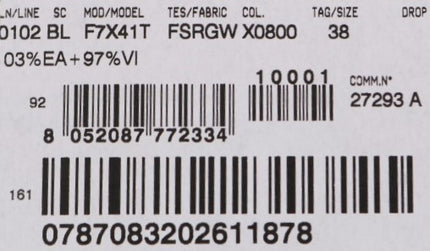 LN/LINE SC MOD/MODEL TES/FABRIC COL. TAG/SIZE DROP
0102 BL F7X41T FSRGW X0800 38
03%EA+97%VI
10001 COMM.N°
92 27293 A
8 052087 772334
161
0787083202611878